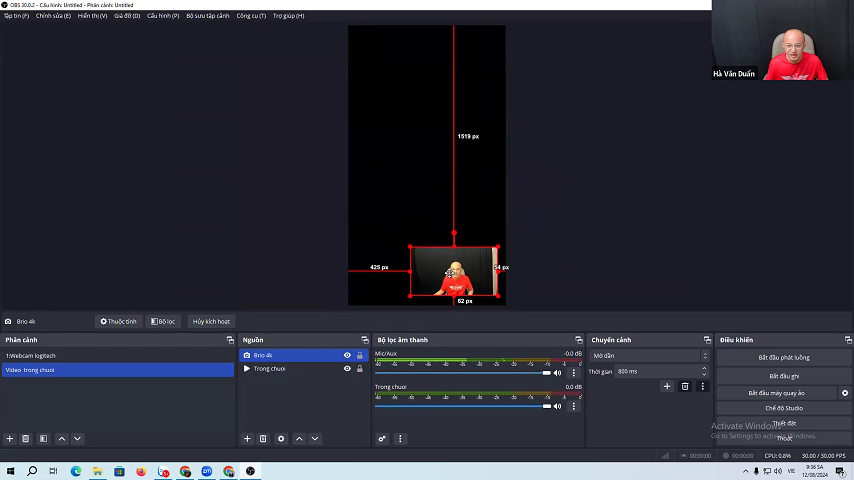 OBS 30.0.2 - Cấu hình: Untitled - Phân cảnh: Untitled
Tập tin (F) Chỉnh sửa (E) Hiển thị (V) Giá đỡ (D) Cấu hình (P) Bộ sưu tập cảnh Công cụ (T) Trợ giúp (H)
Hà Văn Duẩn
1519 px
425 px
54 px
62 px
Brio 4k Thuộc tính Bộ lọc Hủy kích hoạt
Phân cảnh Nguồn Bộ lọc âm thanh Chuyển cảnh Điều khiển
1:Webcam logitech
Video trong chuoi
Brio 4k
Trong chuoi
Mic/Aux -0.0 dB
Trong chuoi 0.0 dB
Mờ dần
Thời gian 800 ms
Bắt đầu phát luồng
Bắt đầu ghi
Bắt đầu máy quay ảo
Chế độ Studio
Thiết đặt
Thoát
Activate Windows
Go to Settings to activate Windows.
00:00:00 00:00:00 CPU: 0.8% 30.00 / 30.00 FPS
VIE
9:36 SA
12/08/2024